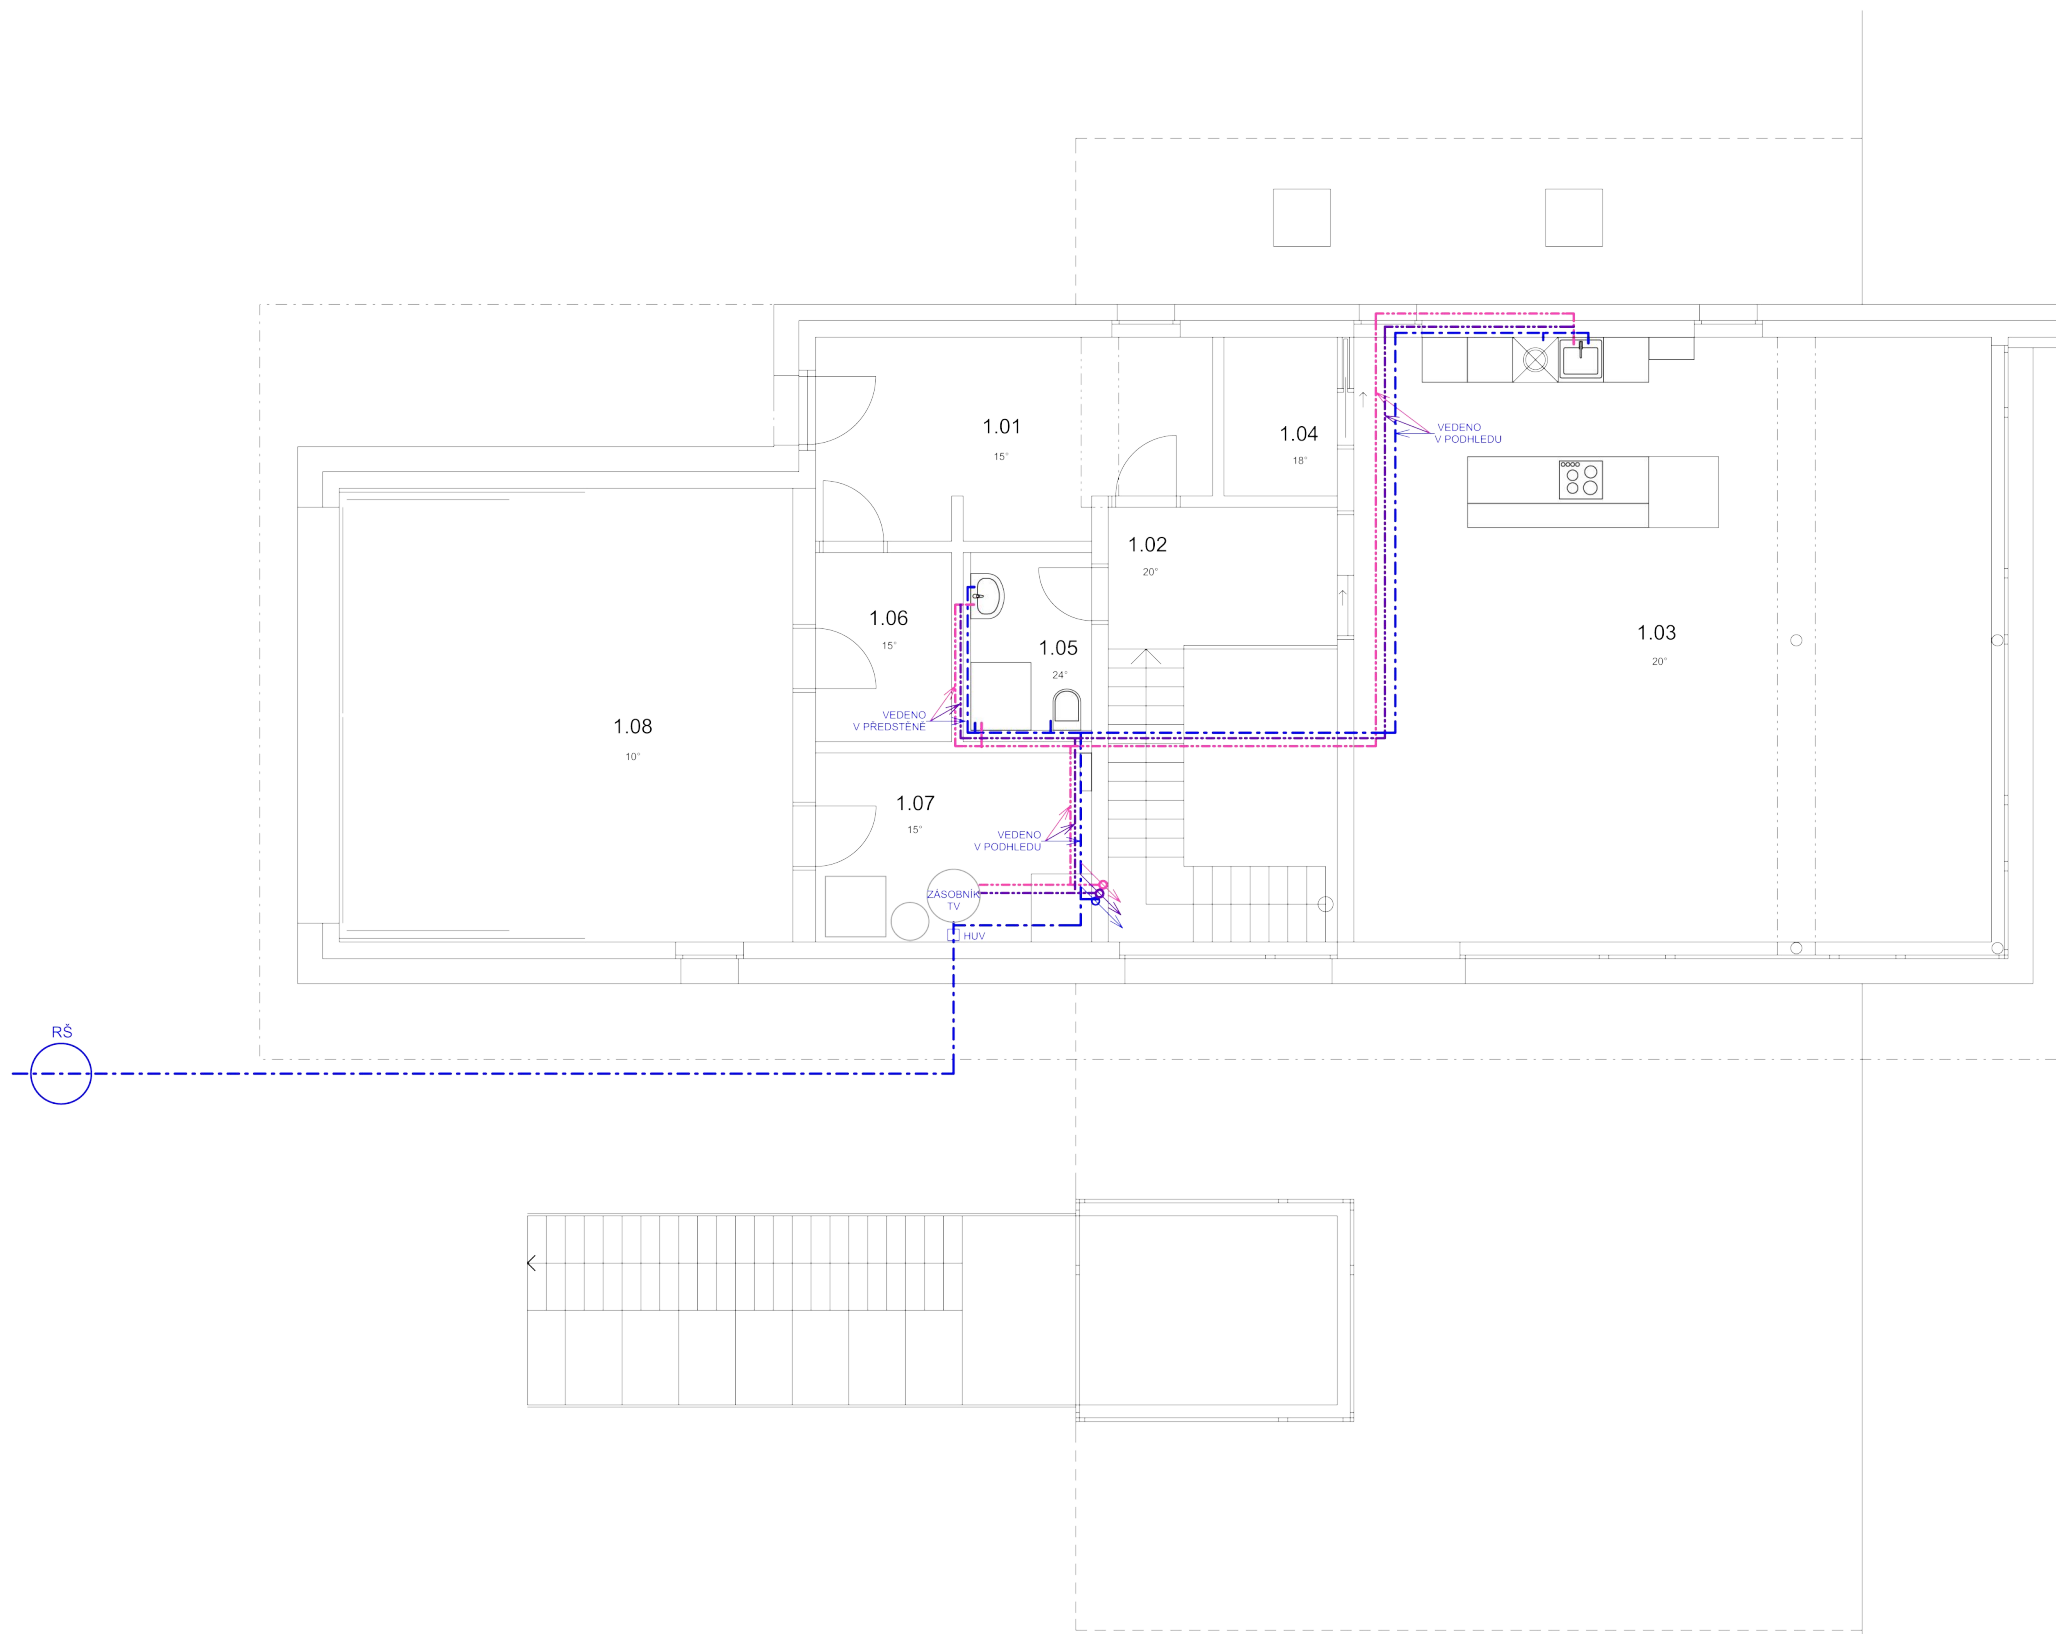 1.01
15°
1.04
18°
VEDENO
V PODHLEDU
1.02
20°
1.06
15°
1.05
24°
1.03
20°
VEDENO
V PŘEDSTĚNĚ
1.08
10°
1.07
15°
VEDENO
V PODHLEDU
ZÁSOBNÍK
TV
HUV
RŠ